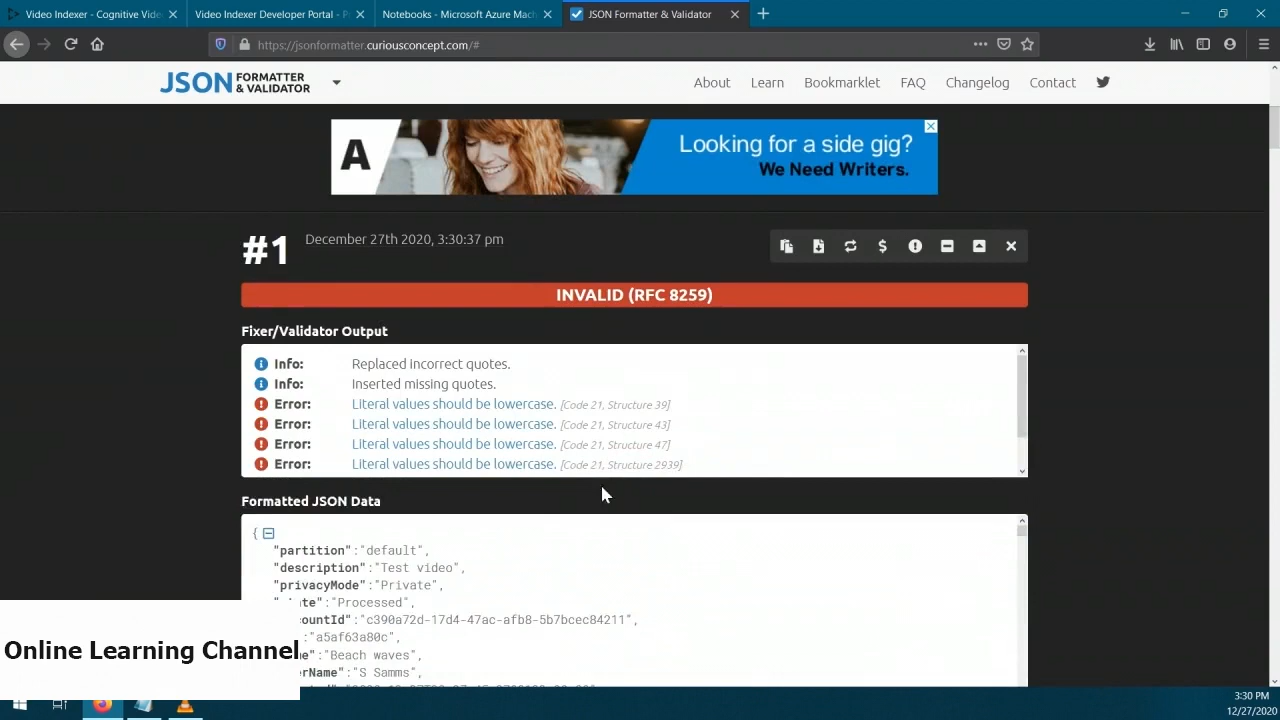 Video Indexer - Cognitive Vide
Video Indexer Developer Portal - P
Notebooks - Microsoft Azure Mach
JSON Formatter & Validator
https://jsonformatter.curiousconcept.com/#
JSON FORMATTER & VALIDATOR
About Learn Bookmarklet FAQ Changelog Contact
A
Looking for a side gig?
We Need Writers.
#1
December 27th 2020, 3:30:37 pm
INVALID (RFC 8259)
Fixer/Validator Output
Info: Replaced incorrect quotes.
Info: Inserted missing quotes.
Error: Literal values should be lowercase. [Code 21, Structure 39]
Error: Literal values should be lowercase. [Code 21, Structure 43]
Error: Literal values should be lowercase. [Code 21, Structure 47]
Error: Literal values should be lowercase. [Code 21, Structure 2939]
Formatted JSON Data
{
"partition":"default",
"description":"Test video",
"privacyMode":"Private",
"Processed",
countId":"c390a72d-17d4-47ac-afb8-5b7bcec84211",
"a5af63a80c",
"Beach waves",
erName":"S Samms",
Online Learning Channel
3:30 PM
12/27/2020